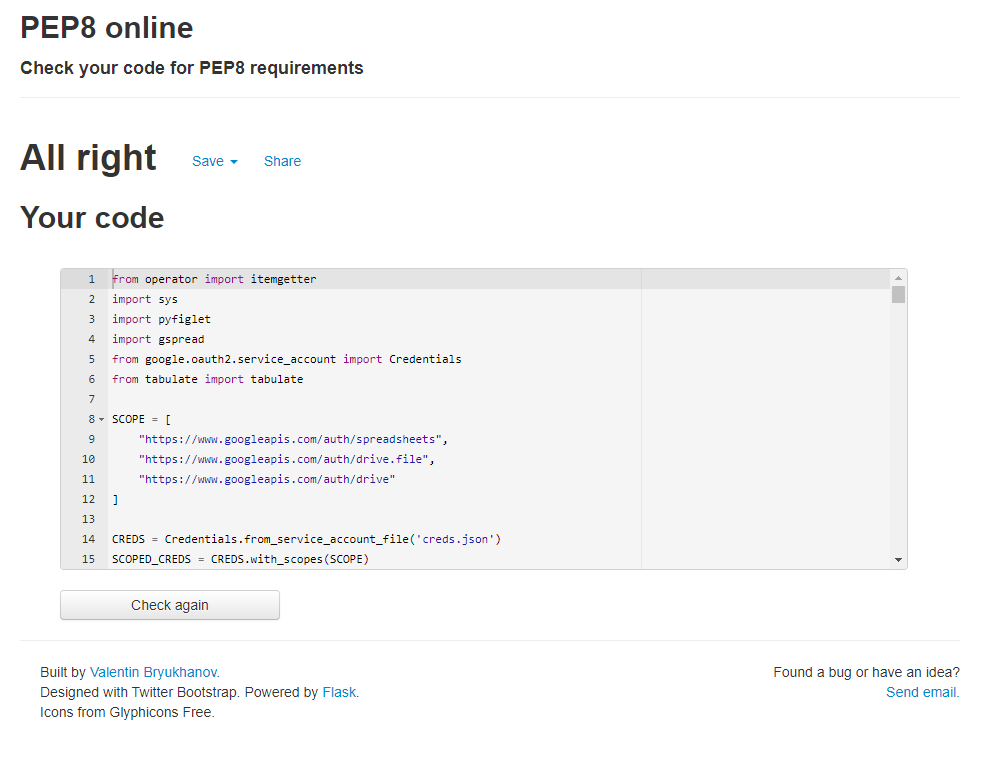 PEP8 online
Check your code for PEP8 requirements
All right Save Share
Your code
1 from operator import itemgetter
2 import sys
3 import pyfiglet
4 import gspread
5 from google.oauth2.service_account import Credentials
6 from tabulate import tabulate
7
8 SCOPE = [
9 "https://www.googleapis.com/auth/spreadsheets",
10 "https://www.googleapis.com/auth/drive.file",
11 "https://www.googleapis.com/auth/drive"
12 ]
13
14 CREDS = Credentials.from_service_account_file('creds.json')
15 SCOPED_CREDS = CREDS.with_scopes(SCOPE)
Check again
Built by Valentin Bryukhanov.
Designed with Twitter Bootstrap. Powered by Flask.
Icons from Glyphicons Free.
Found a bug or have an idea?
Send email.